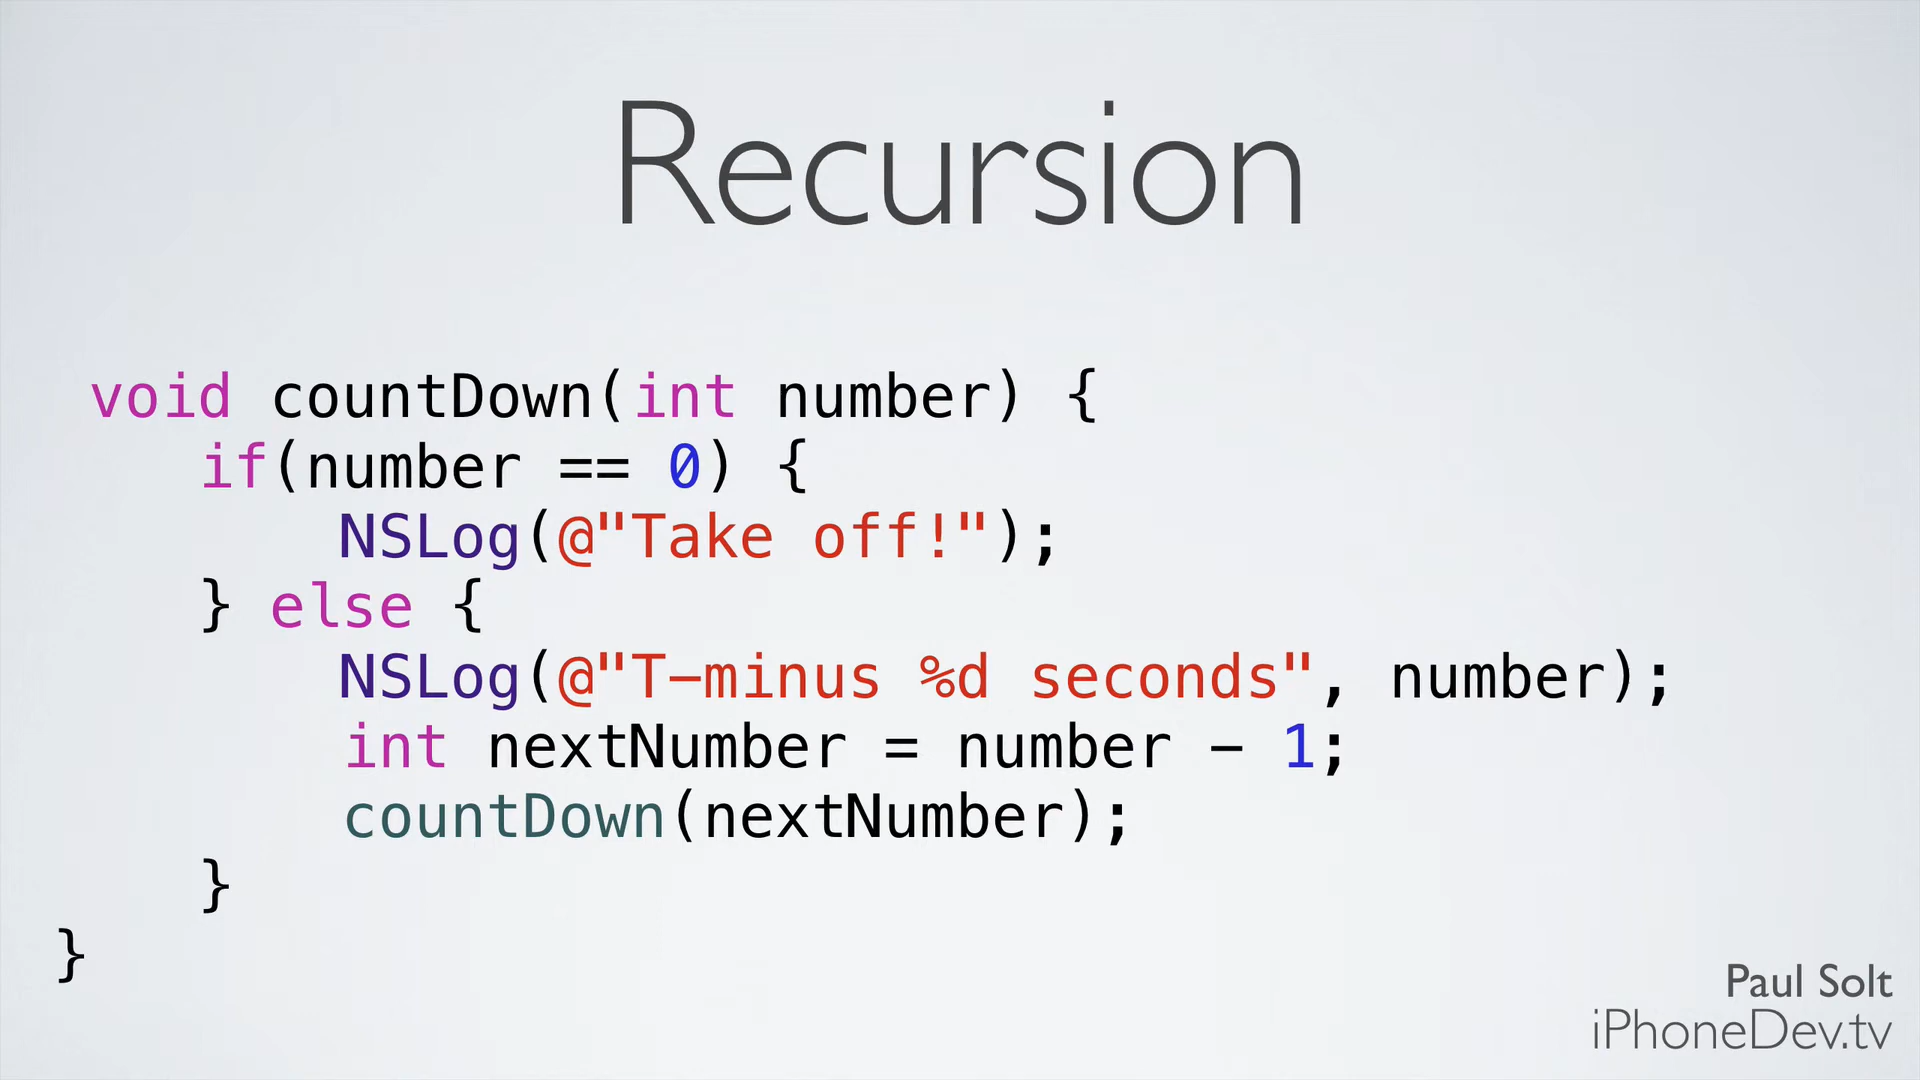 Recursion
void countDown(int number) {
if(number == 0) {
NSLog(@"Take off!");
} else {
NSLog(@"T-minus %d seconds", number);
int nextNumber = number - 1;
countDown(nextNumber);
}
}
Paul Solt
iPhoneDev.tv